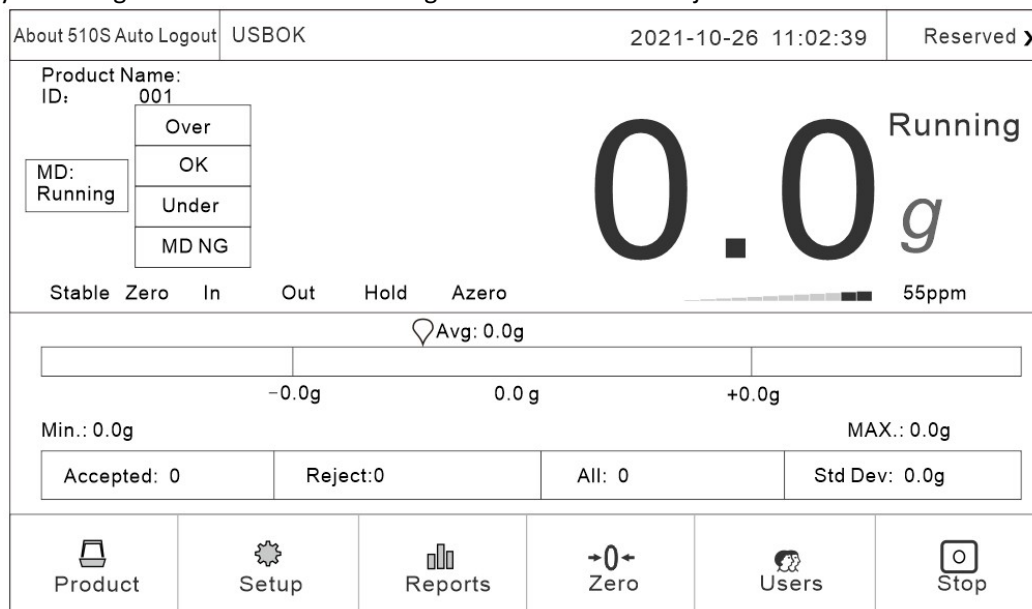 About 510S Auto Logout USBOK 2021-10-26 11:02:39 Reserved
Product Name:
ID: 001
Over
OK
Under
MD NG
MD:
Running
0.0 g
Running
Stable Zero In Out Hold Azero 55ppm
Avg: 0.0g
-0.0g 0.0 g +0.0g
Min.: 0.0g MAX.: 0.0g
Accepted: 0 Reject:0 All: 0 Std Dev: 0.0g
Product Setup Reports →0← Zero Users Stop